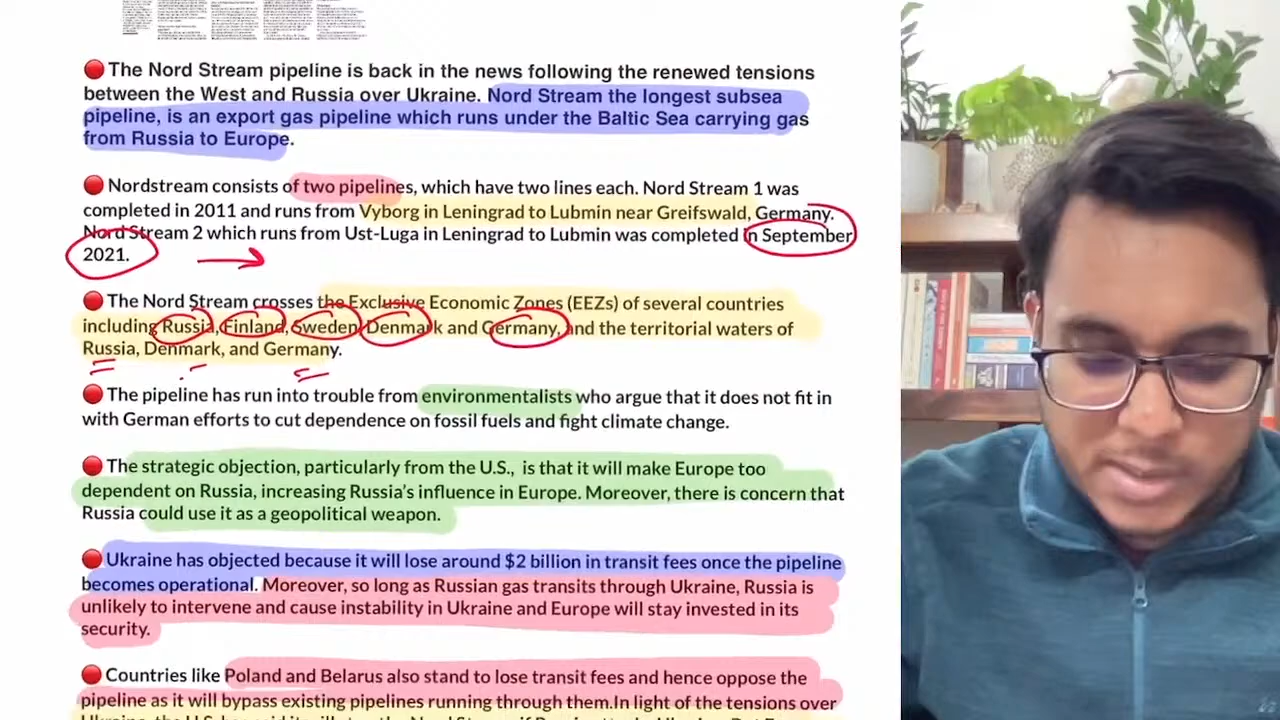 🔴 The Nord Stream pipeline is back in the news following the renewed tensions
between the West and Russia over Ukraine. Nord Stream the longest subsea
pipeline, is an export gas pipeline which runs under the Baltic Sea carrying gas
from Russia to Europe.
🔴 Nordstream consists of two pipelines, which have two lines each. Nord Stream 1 was
completed in 2011 and runs from Vyborg in Leningrad to Lubmin near Greifswald, Germany.
Nord Stream 2 which runs from Ust-Luga in Leningrad to Lubmin was completed in September
2021.
🔴 The Nord Stream crosses the Exclusive Economic Zones (EEZs) of several countries
including Russia, Finland, Sweden, Denmark and Germany, and the territorial waters of
Russia, Denmark, and Germany.
🔴 The pipeline has run into trouble from environmentalists who argue that it does not fit in
with German efforts to cut dependence on fossil fuels and fight climate change.
🔴 The strategic objection, particularly from the U.S., is that it will make Europe too
dependent on Russia, increasing Russia's influence in Europe. Moreover, there is concern that
Russia could use it as a geopolitical weapon.
🔴 Ukraine has objected because it will lose around $2 billion in transit fees once the pipeline
becomes operational. Moreover, so long as Russian gas transits through Ukraine, Russia is
unlikely to intervene and cause instability in Ukraine and Europe will stay invested in its
security.
🔴 Countries like Poland and Belarus also stand to lose transit fees and hence oppose the
pipeline as it will bypass existing pipelines running through them.In light of the tensions over